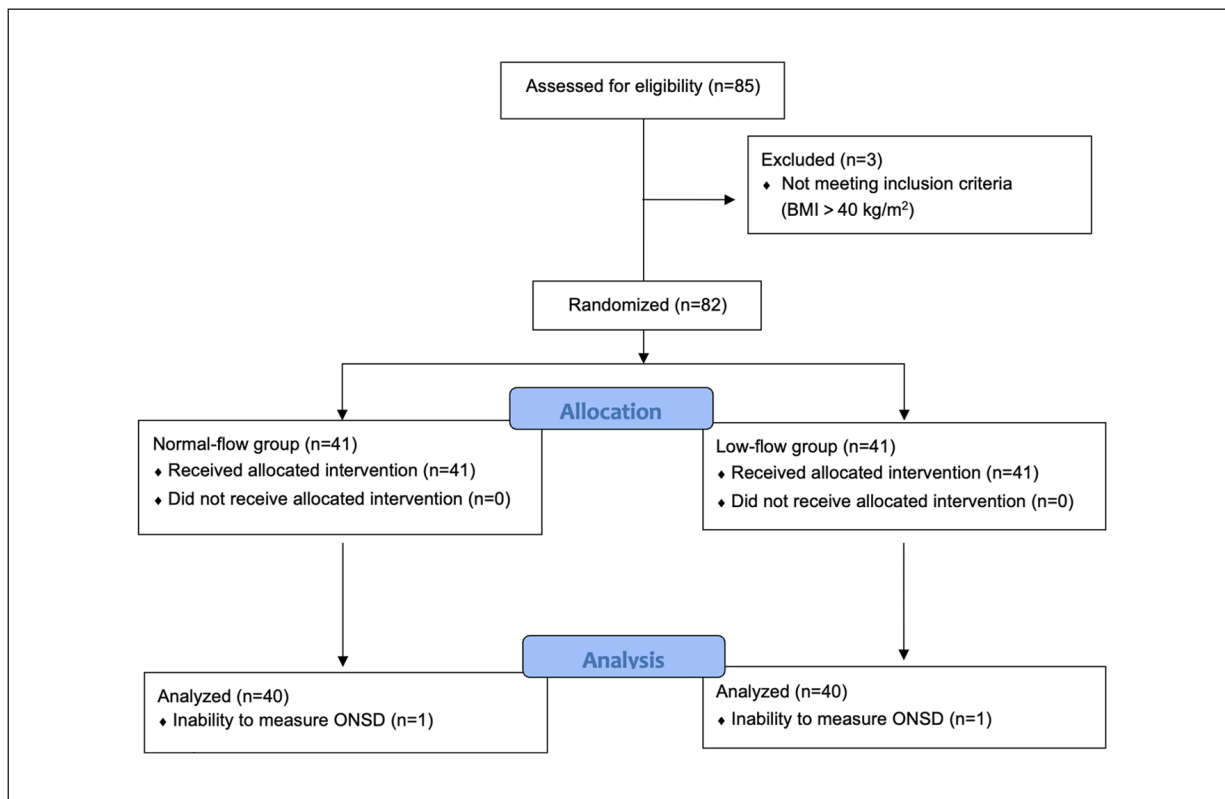 Assessed for eligibility (n=85)
Excluded (n=3)
♦ Not meeting inclusion criteria
(BMI > 40 kg/m²)
Randomized (n=82)
Allocation
Normal-flow group (n=41)
♦ Received allocated intervention (n=41)
♦ Did not receive allocated intervention (n=0)
Low-flow group (n=41)
♦ Received allocated intervention (n=41)
♦ Did not receive allocated intervention (n=0)
Analysis
Analyzed (n=40)
♦ Inability to measure ONSD (n=1)
Analyzed (n=40)
♦ Inability to measure ONSD (n=1)